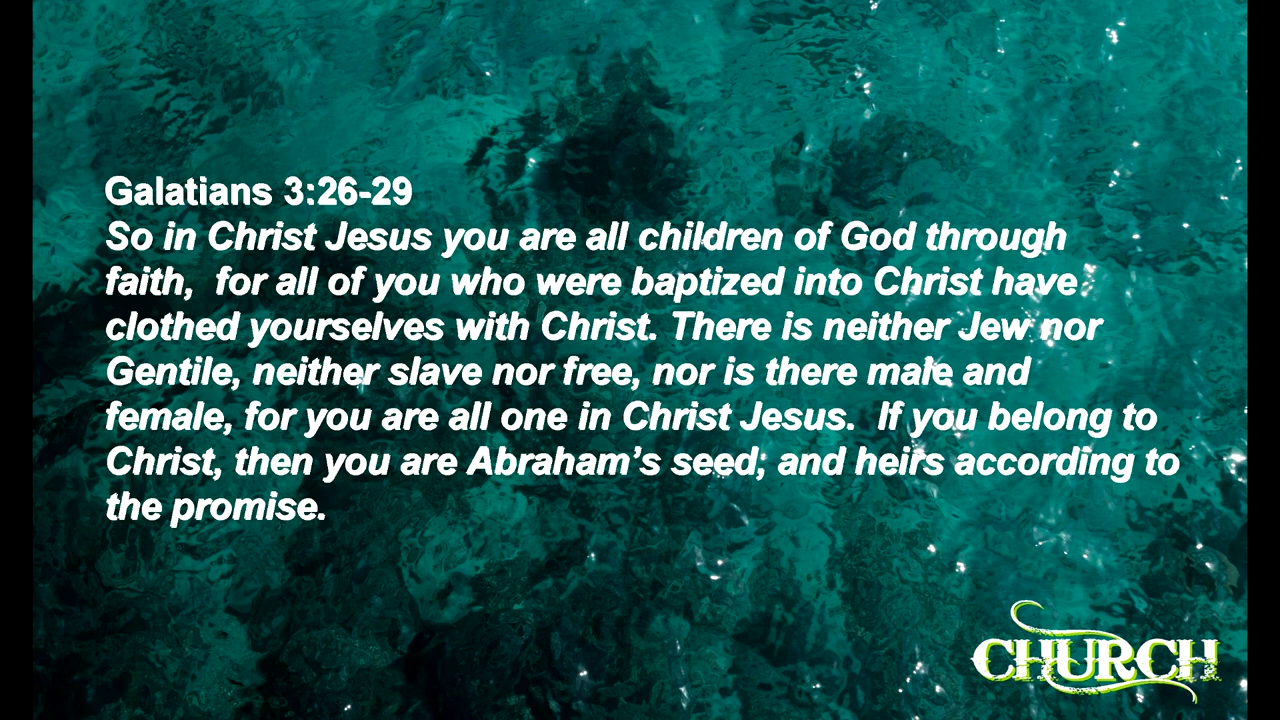 Galatians 3:26-29
So in Christ Jesus you are all children of God through
faith,  for all of you who were baptized into Christ have
clothed yourselves with Christ. There is neither Jew nor
Gentile, neither slave nor free, nor is there male and
female, for you are all one in Christ Jesus.  If you belong to
Christ, then you are Abraham’s seed, and heirs according to
the promise.
CHURCH